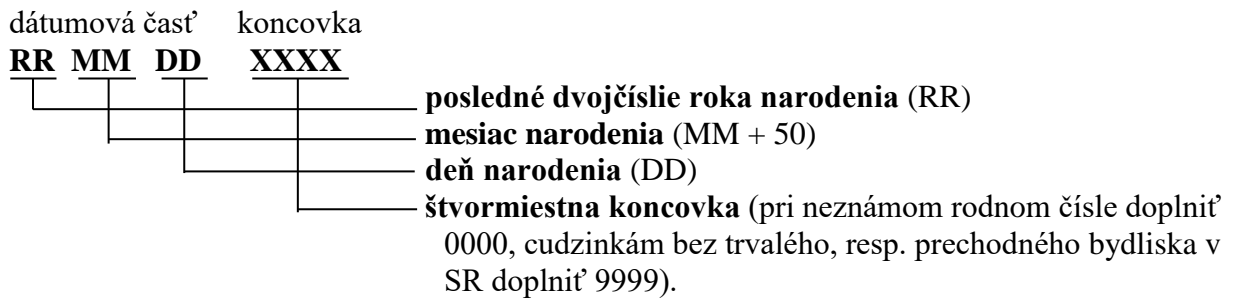 dátumová časť koncovka
RR MM DD XXXX
posledné dvojčíslie roka narodenia (RR)
mesiac narodenia (MM + 50)
deň narodenia (DD)
štvormiestna koncovka (pri neznámom rodnom čísle doplniť
0000, cudzinkám bez trvalého, resp. prechodného bydliska v
SR doplniť 9999).